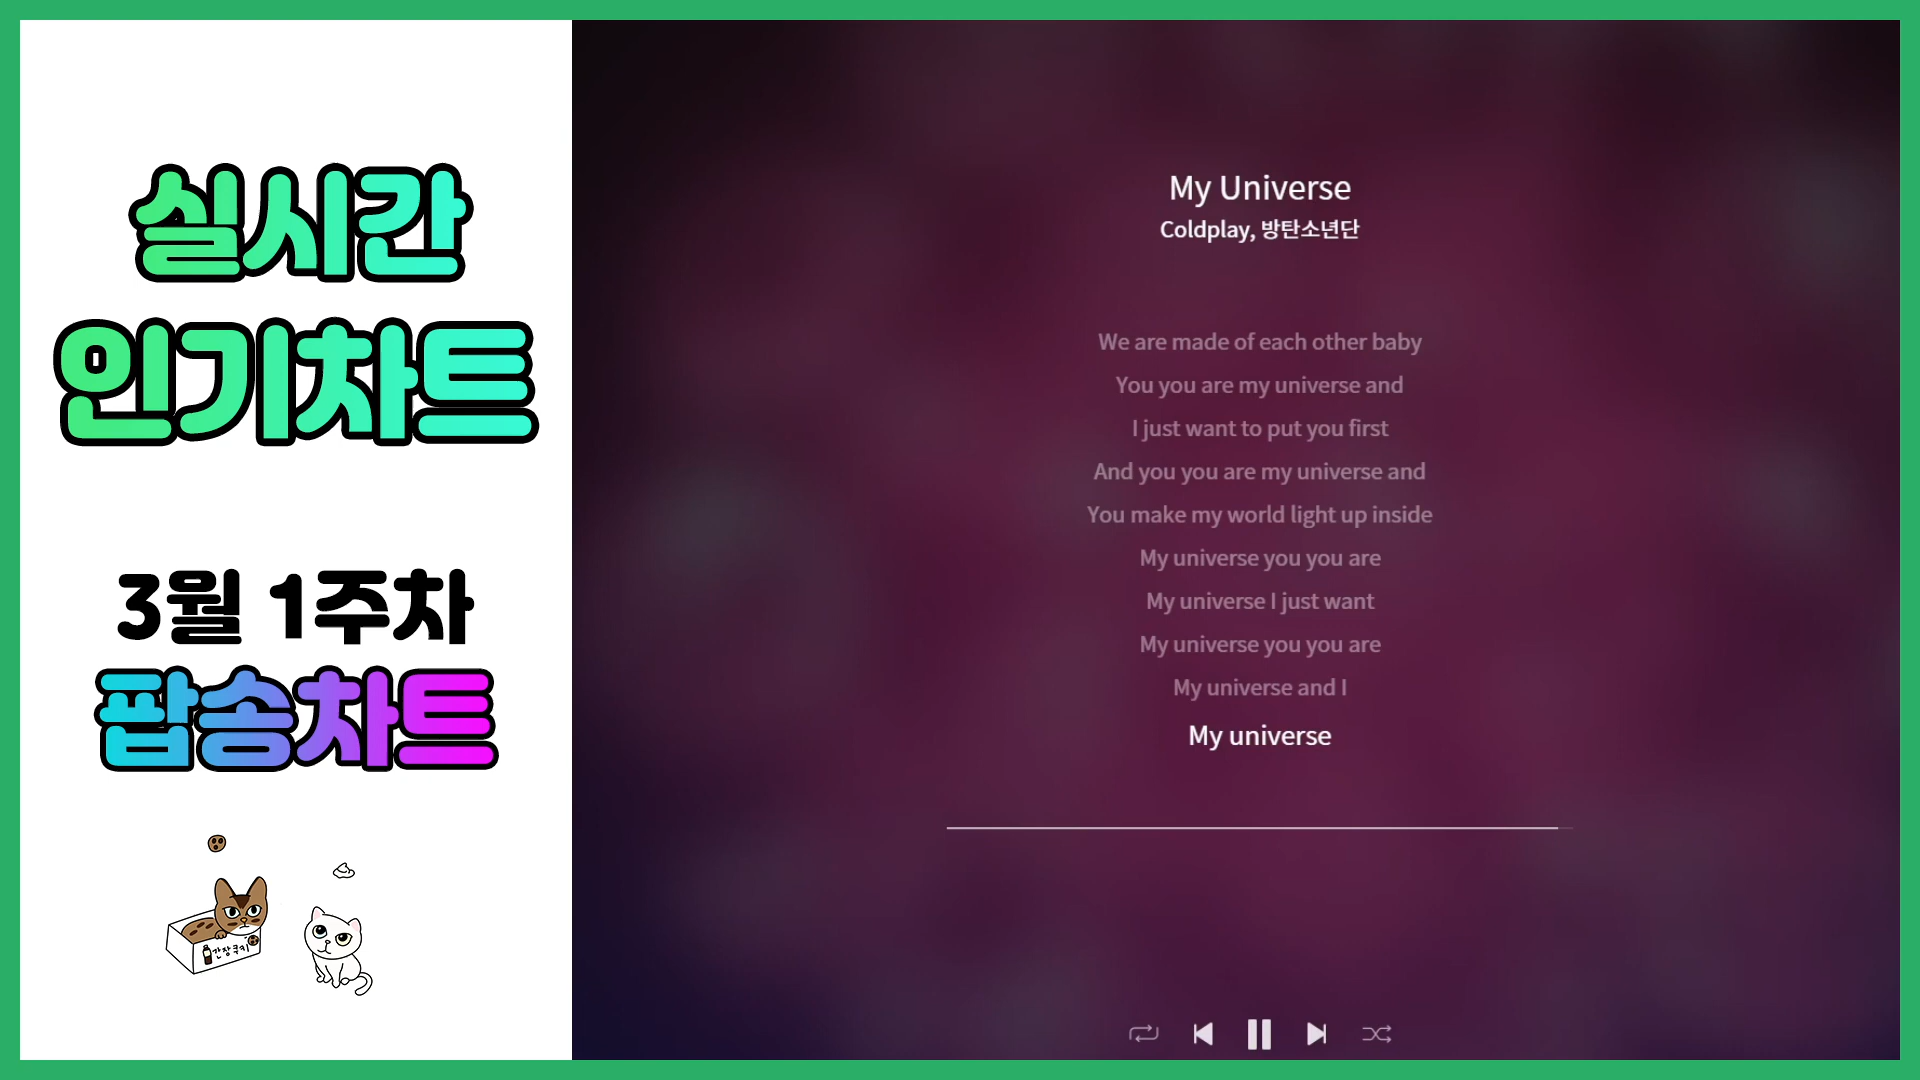 실시간
인기차트
3월 1주차
팝송차트
간장쿠키
My Universe
Coldplay, 방탄소년단
We are made of each other baby
You you are my universe and
I just want to put you first
And you you are my universe and
You make my world light up inside
My universe you you are
My universe I just want
My universe you you are
My universe and I
My universe